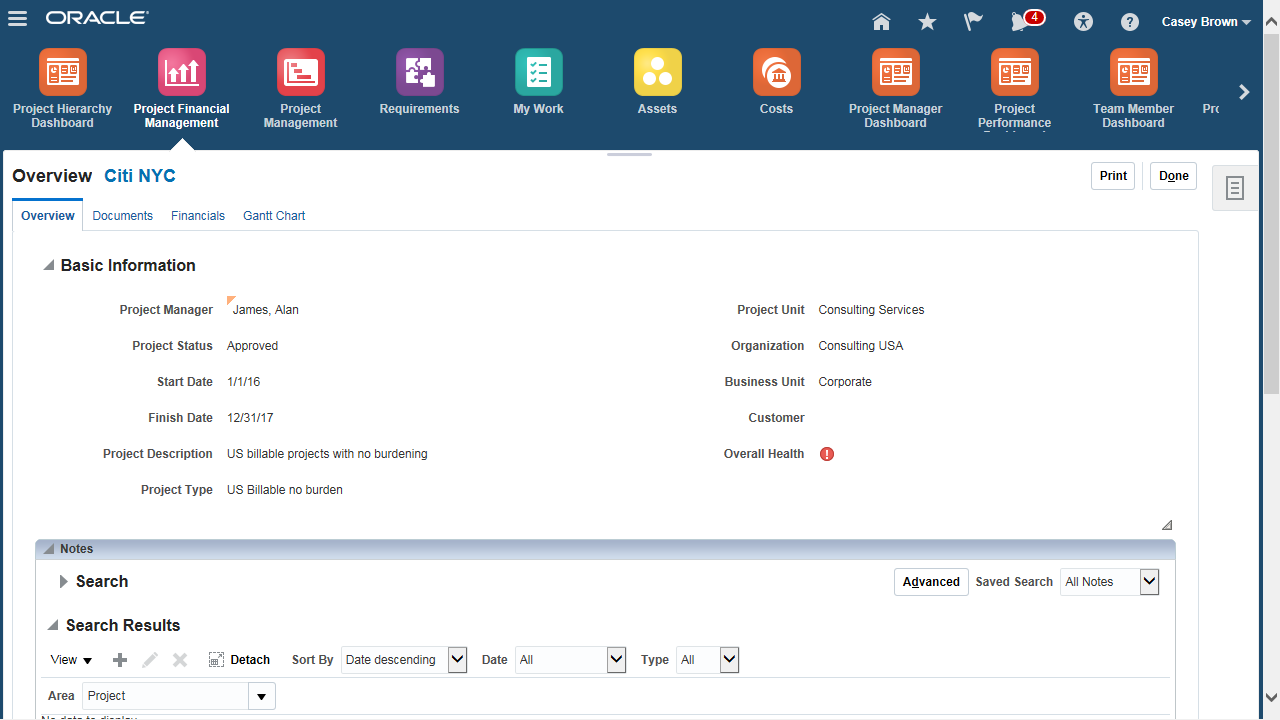 ORACLE®
4
Casey Brown
Project Hierarchy Dashboard
Project Financial Management
Project Management
Requirements
My Work
Assets
Costs
Project Manager Dashboard
Project Performance
Team Member Dashboard
Overview Citi NYC
Print
Done
Overview
Documents
Financials
Gantt Chart
Basic Information
Project Manager James, Alan
Project Status Approved
Start Date 1/1/16
Finish Date 12/31/17
Project Description US billable projects with no burdening
Project Type US Billable no burden
Project Unit Consulting Services
Organization Consulting USA
Business Unit Corporate
Customer
Overall Health
Notes
Search
Advanced Saved Search All Notes
Search Results
View Detach Sort By Date descending Date All Type All
Area Project
No data to display